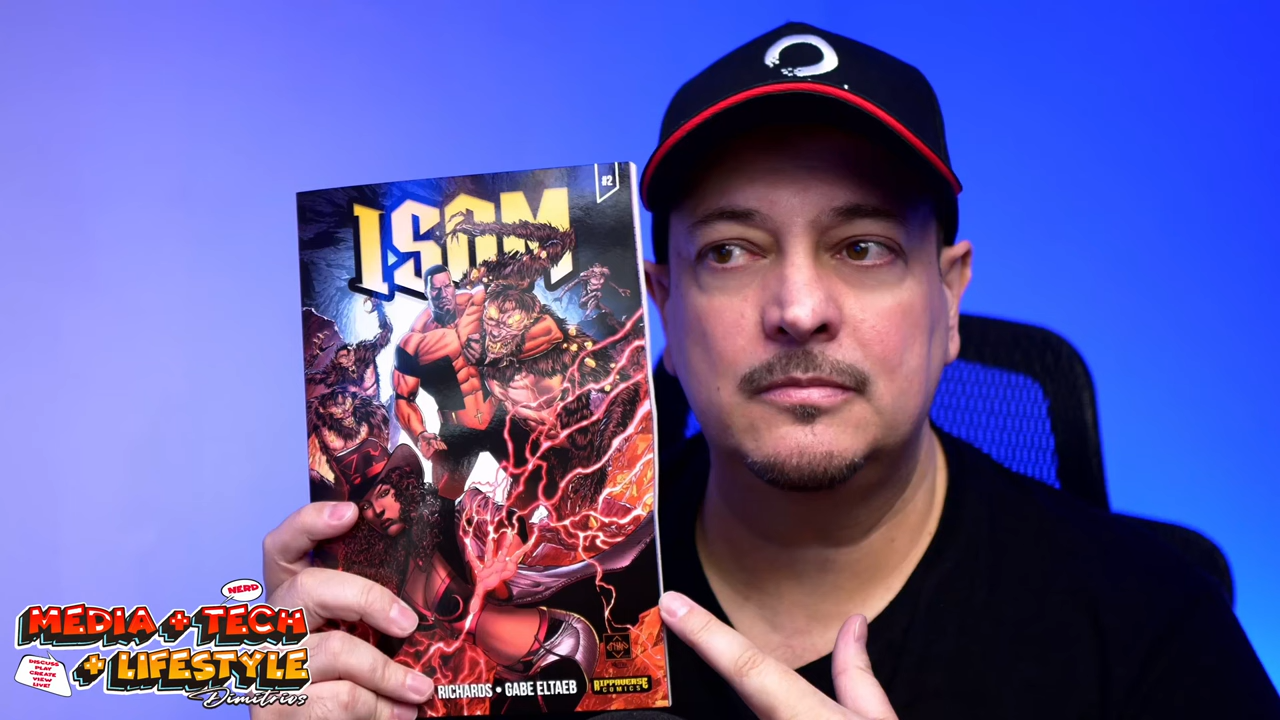 #2
ISOM
RICHARDS • GABE ELTAEB
RIPPAVERSE
COMICS
NERD
MEDIA + TECH
+ LIFESTYLE
DISCUSS
PLAY
CREATE
VIEW
LIVE!
Dimitrios